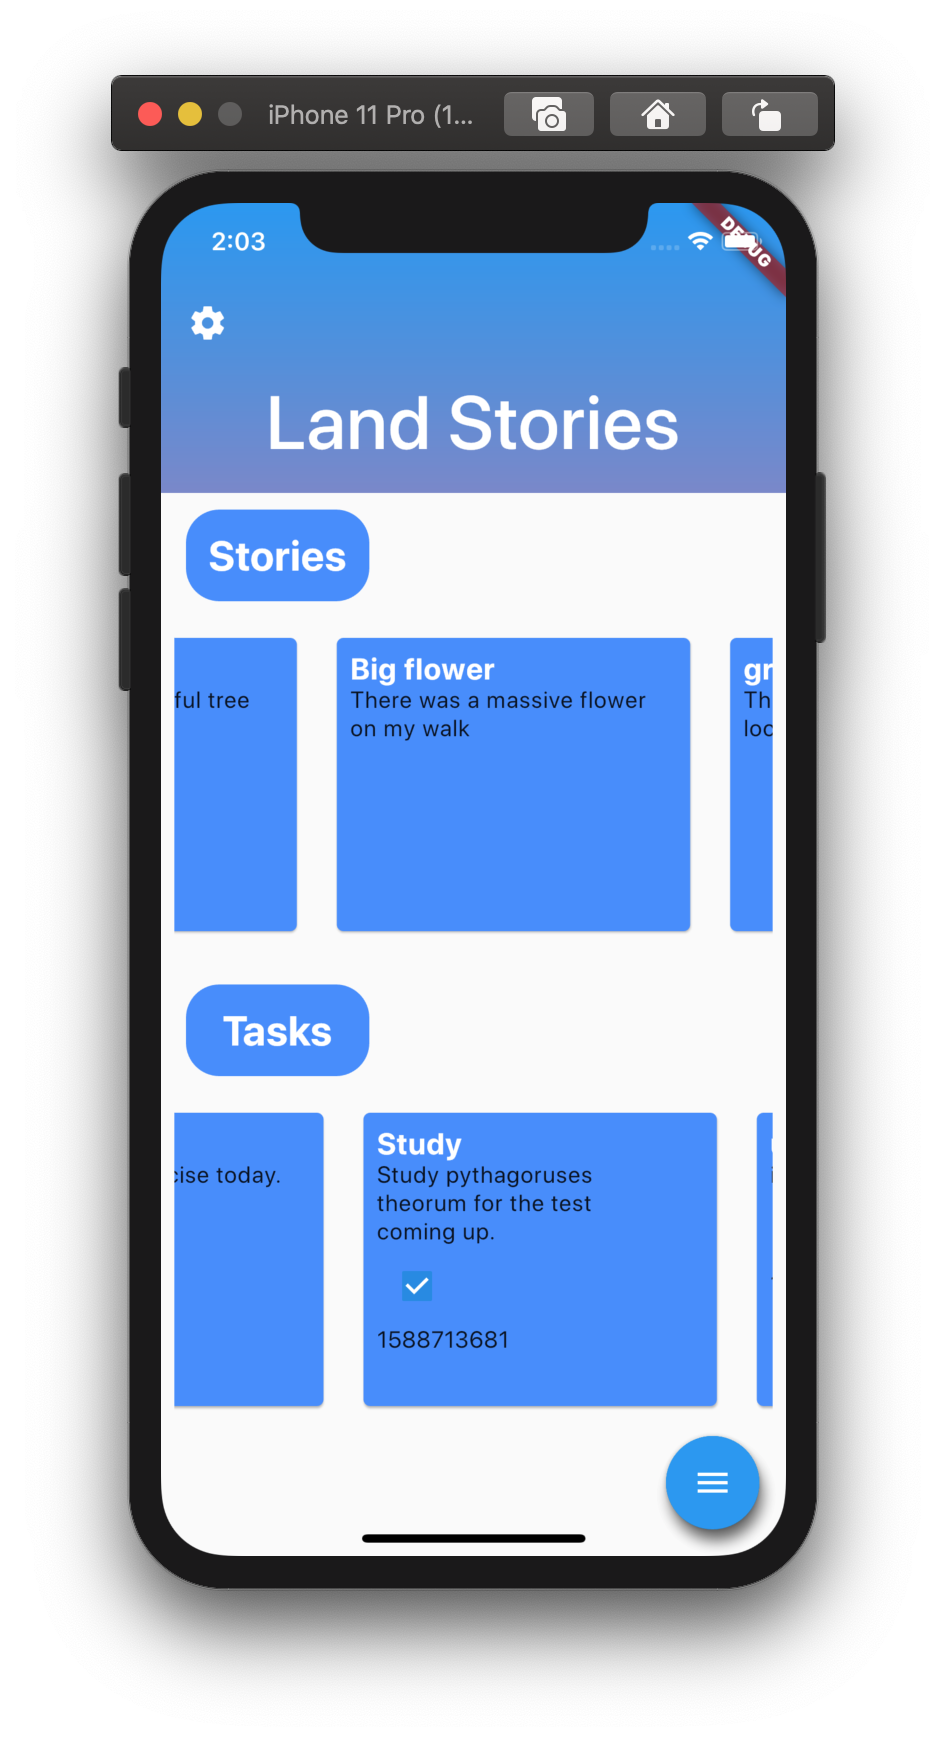 iPhone 11 Pro (1...
2:03
DEBUG
Land Stories
Stories
ful tree
Big flower
There was a massive flower
on my walk
gr
Th
loc
Tasks
cise today.
Study
Study pythagoruses
theorum for the test
coming up.
1588713681